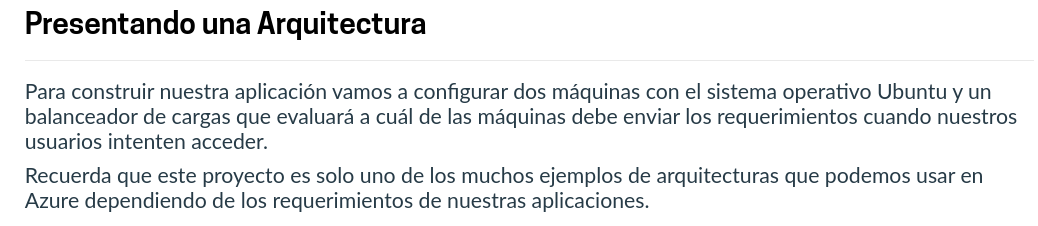 Presentando una Arquitectura
Para construir nuestra aplicación vamos a configurar dos máquinas con el sistema operativo Ubuntu y un
balanceador de cargas que evaluará a cuál de las máquinas debe enviar los requerimientos cuando nuestros
usuarios intenten acceder.
Recuerda que este proyecto es solo uno de los muchos ejemplos de arquitecturas que podemos usar en
Azure dependiendo de los requerimientos de nuestras aplicaciones.